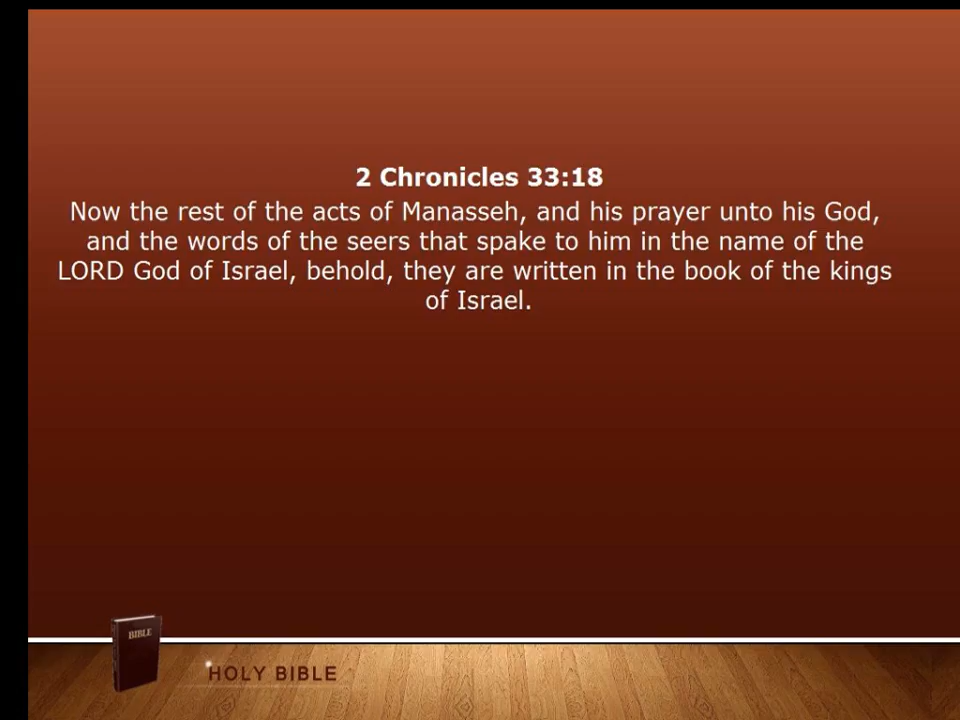 2 Chronicles 33:18
Now the rest of the acts of Manasseh, and his prayer unto his God,
and the words of the seers that spake to him in the name of the
LORD God of Israel, behold, they are written in the book of the kings
of Israel.
BIBLE
HOLY BIBLE